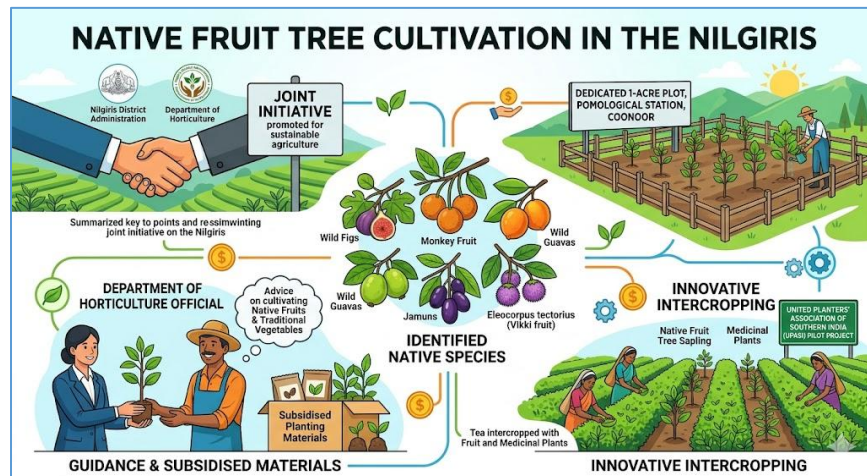 NATIVE FRUIT TREE CULTIVATION IN THE NILGIRIS
Nilgiris District
Administration
Department of
Horticulture
JOINT
INITIATIVE
promoted for
sustainable
agriculture
DEDICATED 1-ACRE PLOT,
POMOLOGICAL STATION,
COONOOR
Summarized key to points and re-ssimwinting
joint initiative on the Nilgiris
Wild Figs
Monkey Fruit
Wild
Guavas
Wild
Guavas
Jamuns
Eleocorpus tectorius
(Vikki fruit)
IDENTIFIED
NATIVE SPECIES
DEPARTMENT OF
HORTICULTURE OFFICIAL
Advice
on cultivating
Native Fruits
& Traditional
Vegetables
Subsidised
Planting
Materials
GUIDANCE & SUBSIDISED MATERIALS
INNOVATIVE
INTERCROPPING
Native Fruit
Tree Sapling
Medicinal
Plants
UNITED PLANTERS'
ASSOCIATION OF
SOUTHERN INDIA
(UPASI) PILOT PROJECT
Tea intercropped with
Fruit and Medicinal Plants
INNOVATIVE INTERCROPPING